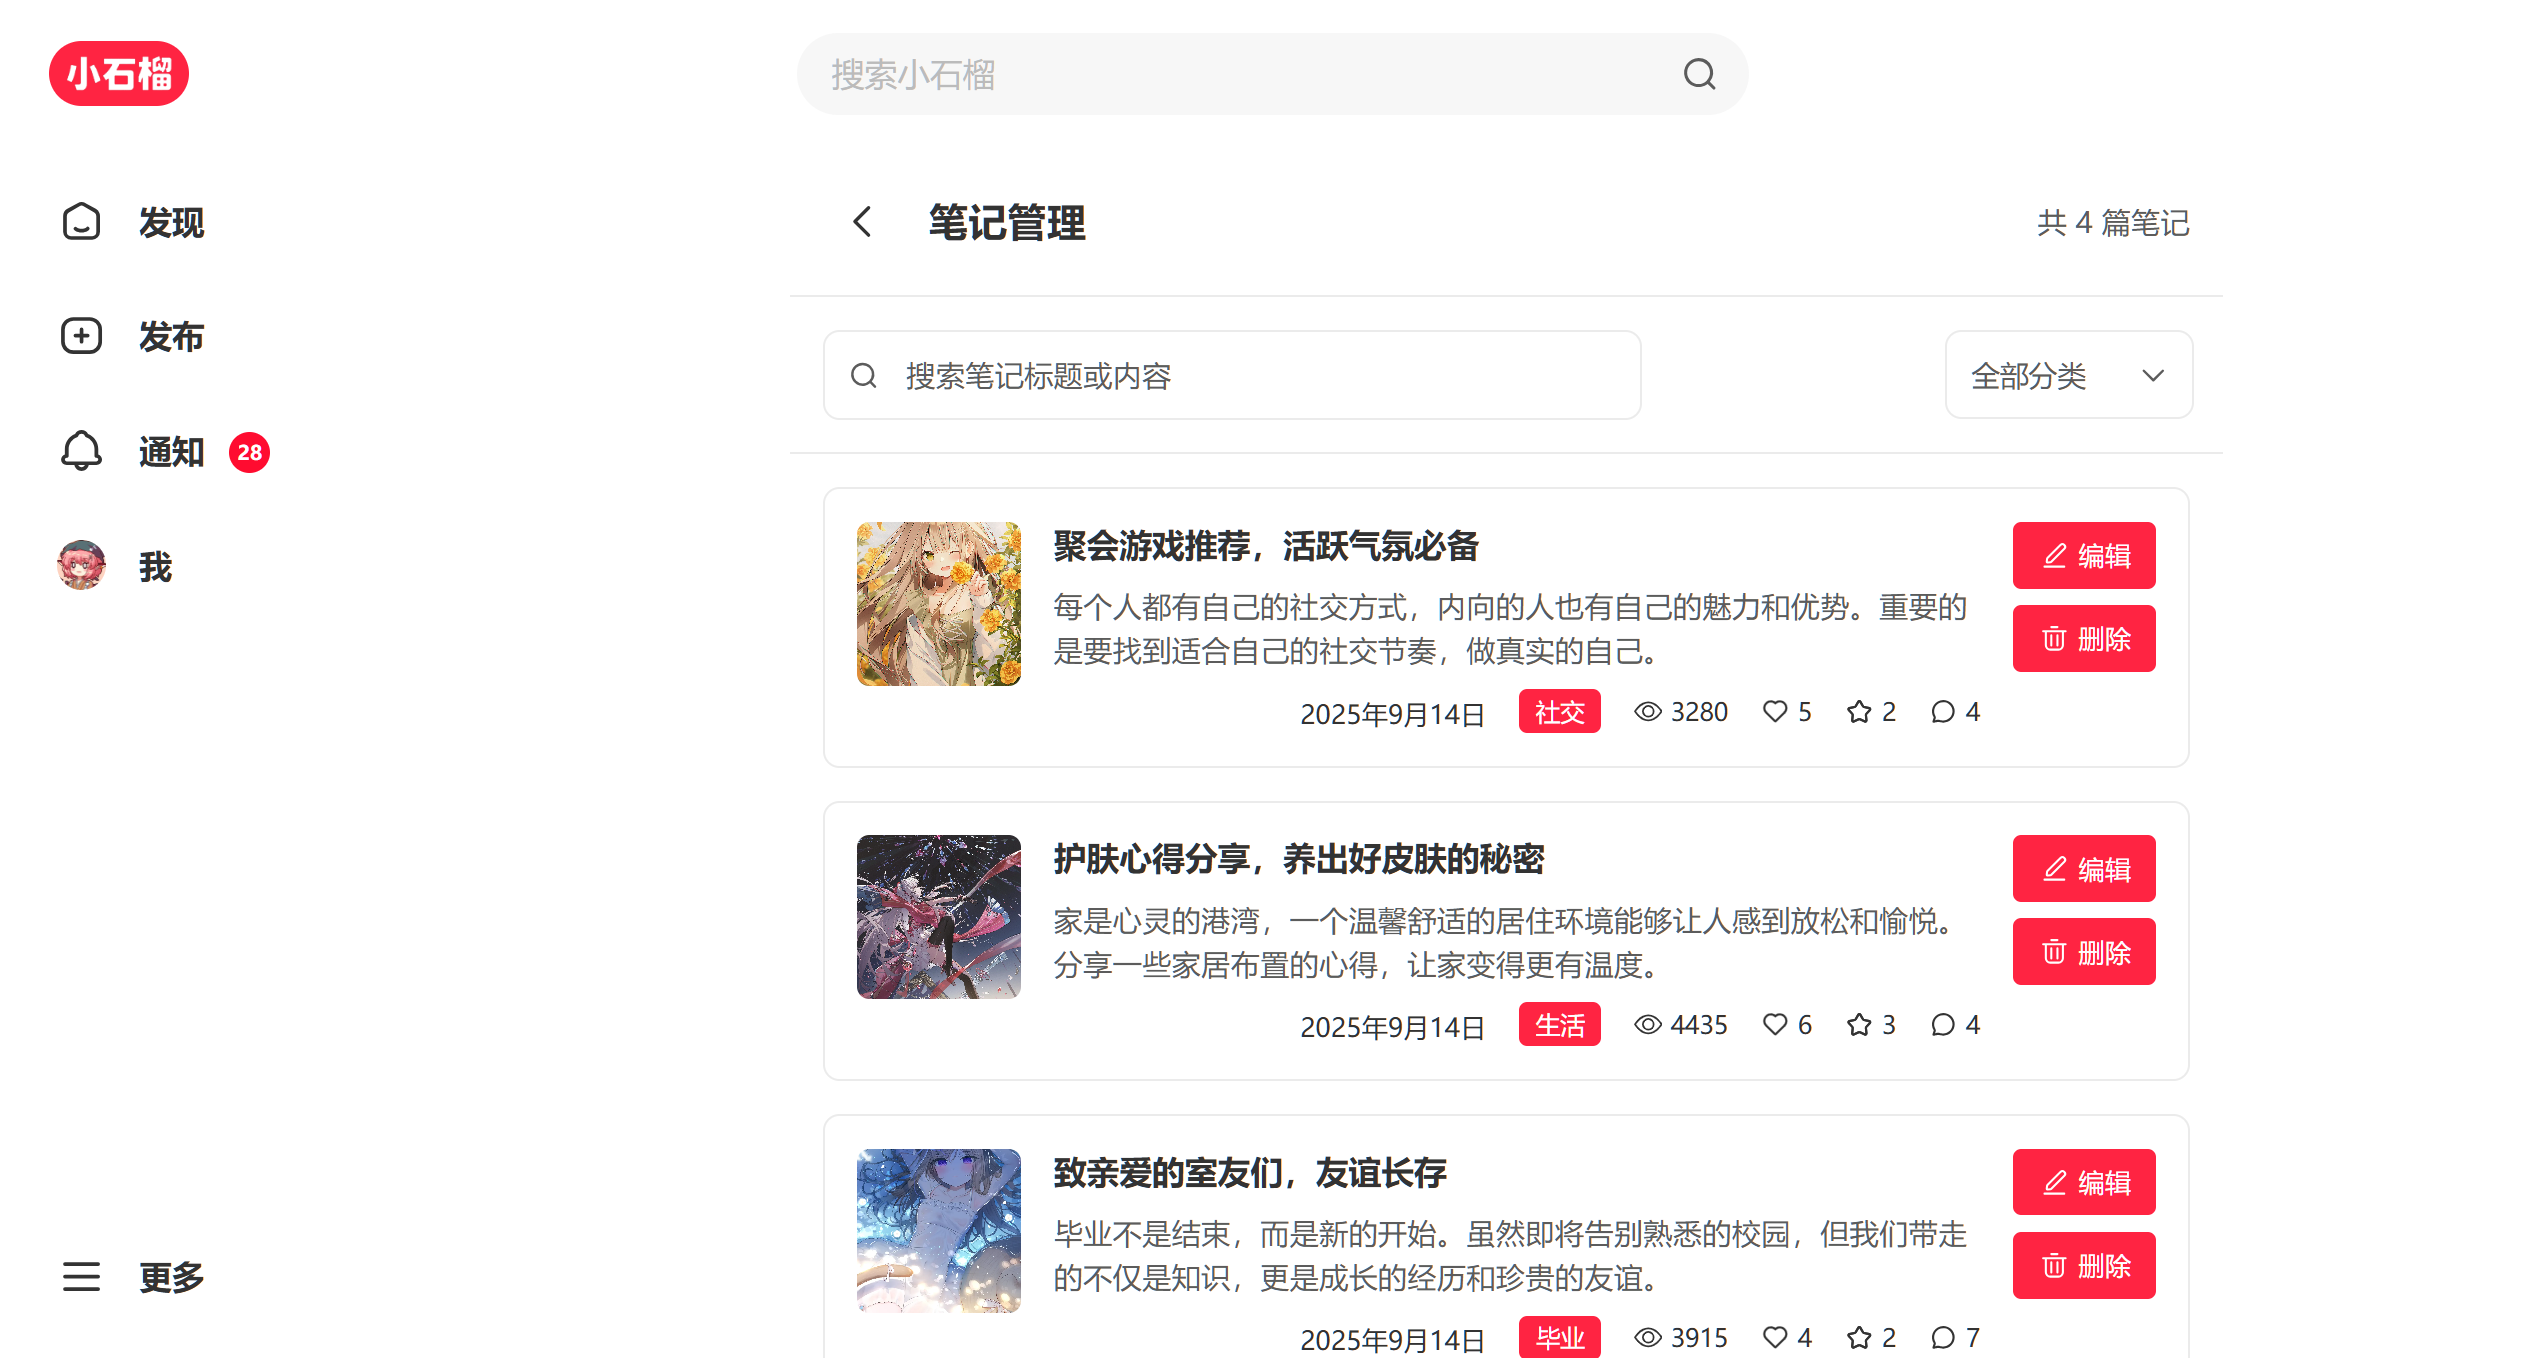 小石榴
搜索小石榴
发现
发布
通知 28
我
更多
笔记管理
共 4 篇笔记
搜索笔记标题或内容
全部分类
聚会游戏推荐，活跃气氛必备
每个人都有自己的社交方式，内向的人也有自己的魅力和优势。重要的
是要找到适合自己的社交节奏，做真实的自己。
2025年9月14日 社交 3280 5 2 4
编辑
删除
护肤心得分享，养出好皮肤的秘密
家是心灵的港湾，一个温馨舒适的居住环境能够让人感到放松和愉悦。
分享一些家居布置的心得，让家变得更有温度。
2025年9月14日 生活 4435 6 3 4
编辑
删除
致亲爱的室友们，友谊长存
毕业不是结束，而是新的开始。虽然即将告别熟悉的校园，但我们带走
的不仅是知识，更是成长的经历和珍贵的友谊。
2025年9月14日 毕业 3915 4 2 7
编辑
删除